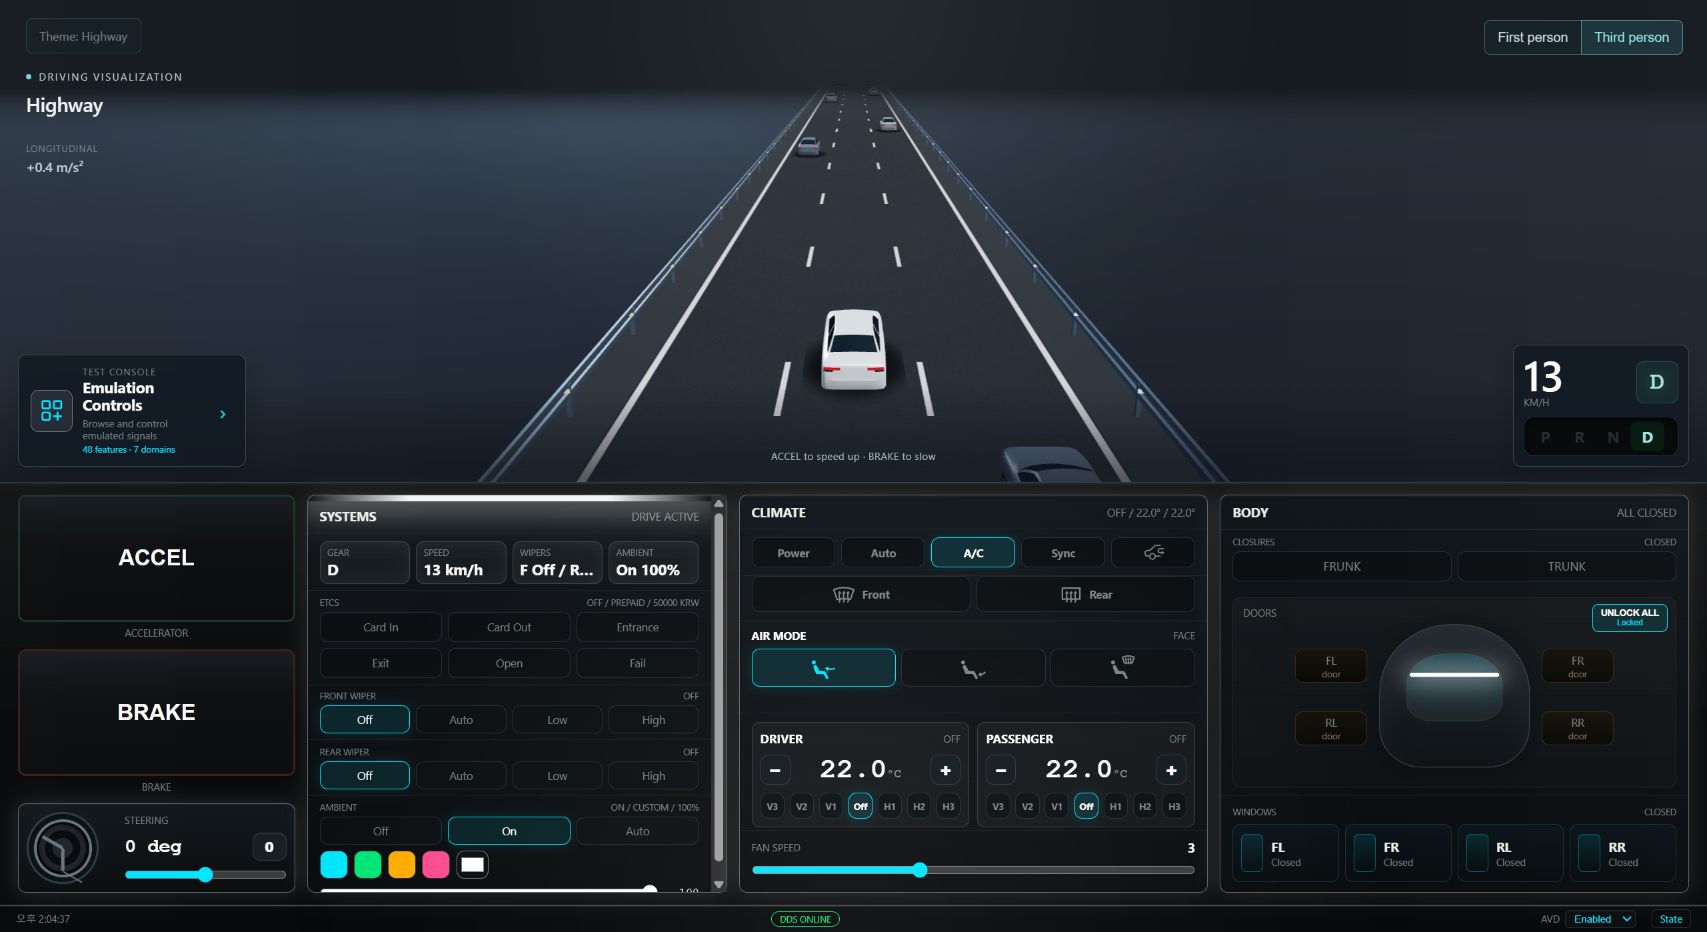 Theme: Highway
First person
Third person
DRIVING VISUALIZATION
Highway
LONGITUDINAL
+0.4 m/s²
TEST CONSOLE
Emulation
Controls
Browse and control
emulated signals
48 features · 7 domains
ACCEL to speed up · BRAKE to slow
13
KM/H
D
P R N D
ACCEL
ACCELERATOR
BRAKE
BRAKE
STEERING
0 deg
0
SYSTEMS
DRIVE ACTIVE
GEAR
D
SPEED
13 km/h
WIPERS
F Off / R...
AMBIENT
On 100%
ETCS
OFF / PREPAID / 50000 KRW
Card In
Card Out
Entrance
Exit
Open
Fail
FRONT WIPER
OFF
Off
Auto
Low
High
REAR WIPER
OFF
Off
Auto
Low
High
AMBIENT
ON / CUSTOM / 100%
Off
On
Auto
100
CLIMATE
OFF / 22.0° / 22.0°
Power
Auto
A/C
Sync
Front
Rear
AIR MODE
FACE
DRIVER
OFF
− 22.0°C +
V3 V2 V1 Off H1 H2 H3
PASSENGER
OFF
− 22.0°C +
V3 V2 V1 Off H1 H2 H3
FAN SPEED
3
BODY
ALL CLOSED
CLOSURES
CLOSED
FRUNK
TRUNK
DOORS
UNLOCK ALL
Locked
FL
door
FR
door
RL
door
RR
door
WINDOWS
CLOSED
FL
Closed
FR
Closed
RL
Closed
RR
Closed
오후 2:04:37
DDS ONLINE
AVD
Enabled
State